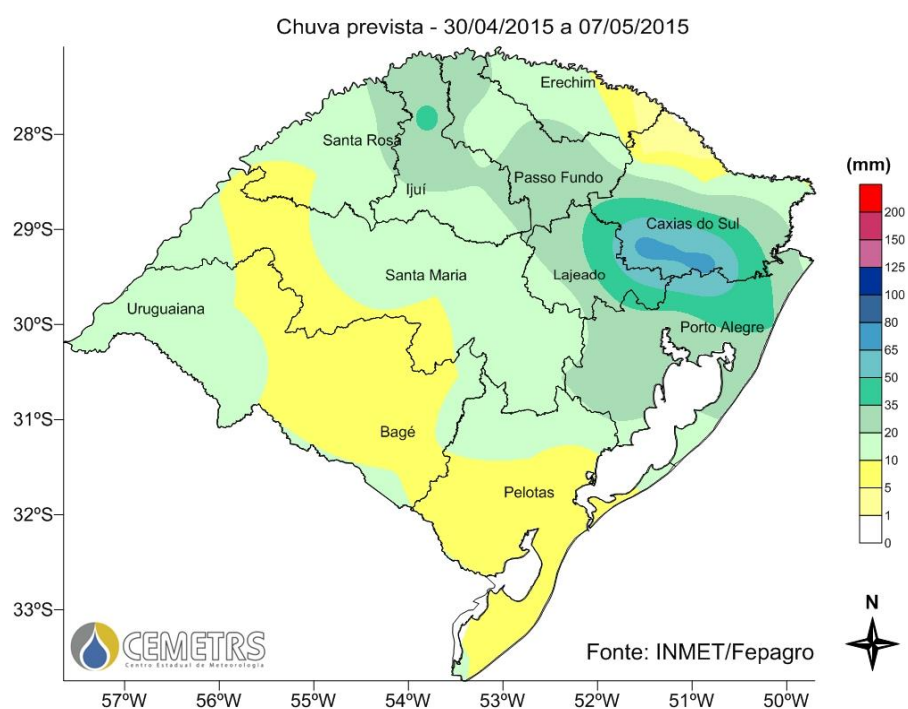 Chuva prevista - 30/04/2015 a 07/05/2015
Erechim
28ºS
Santa Rosa
Passo Fundo
Ijuí
(mm)
200
150
125
100
80
65
50
35
20
10
5
1
0
29ºS
Caxias do Sul
Santa Maria
Lajeado
Uruguaiana
30ºS
Porto Alegre
31ºS
Bagé
Pelotas
32ºS
33ºS
N
CEMETRS
Centro Estadual de Meteorologia
Fonte: INMET/Fepagro
57ºW 56ºW 55ºW 54ºW 53ºW 52ºW 51ºW 50ºW